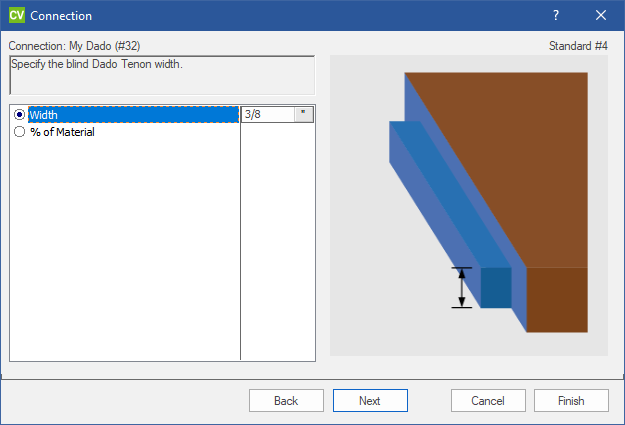 CV Connection
Connection: My Dado (#32)
Standard #4
Specify the blind Dado Tenon width.
Width 3/8 "
% of Material
Back Next Cancel Finish